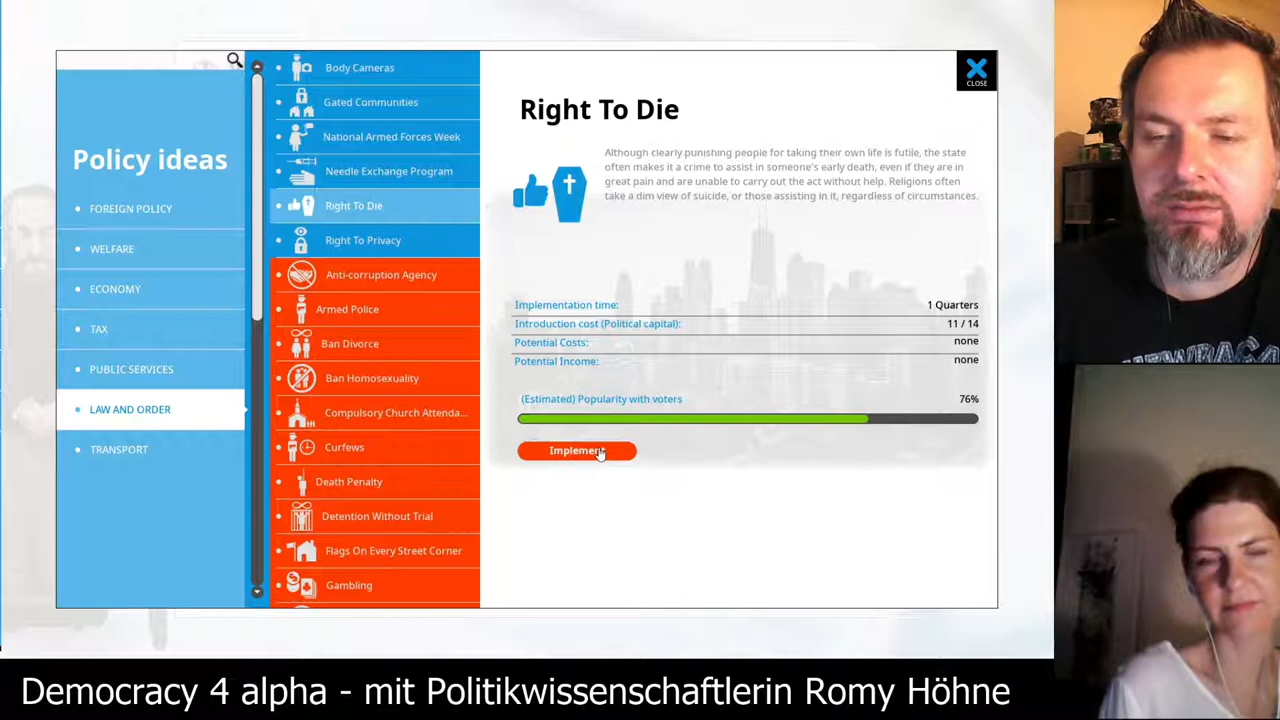 Policy ideas
FOREIGN POLICY
WELFARE
ECONOMY
TAX
PUBLIC SERVICES
LAW AND ORDER
TRANSPORT
Body Cameras
Gated Communities
National Armed Forces Week
Needle Exchange Program
Right To Die
Right To Privacy
Anti-corruption Agency
Armed Police
Ban Divorce
Ban Homosexuality
Compulsory Church Attenda...
Curfews
Death Penalty
Detention Without Trial
Flags On Every Street Corner
Gambling
CLOSE
Right To Die
Although clearly punishing people for taking their own life is futile, the state
often makes it a crime to assist in someone's early death, even if they are in
great pain and are unable to carry out the act without help. Religions often
take a dim view of suicide, or those assisting in it, regardless of circumstances.
Implementation time: 1 Quarters
Introduction cost (Political capital): 11 / 14
Potential Costs: none
Potential Income: none
(Estimated) Popularity with voters 76%
Implement
Democracy 4 alpha - mit Politikwissenschaftlerin Romy Höhne